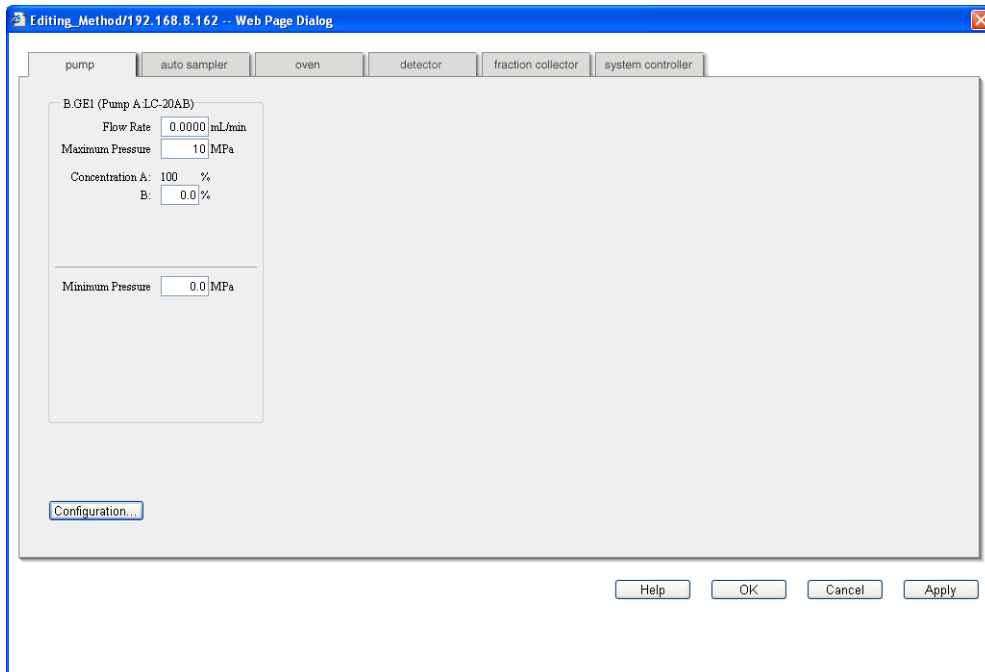 Editing_Method/192.168.8.162 -- Web Page Dialog
pump auto sampler oven detector fraction collector system controller
B.GE1 (Pump A:LC-20AB)
Flow Rate 0.0000 mL/min
Maximum Pressure 10 MPa
Concentration A: 100 %
B: 0.0 %
Minimum Pressure 0.0 MPa
Configuration...
Help OK Cancel Apply